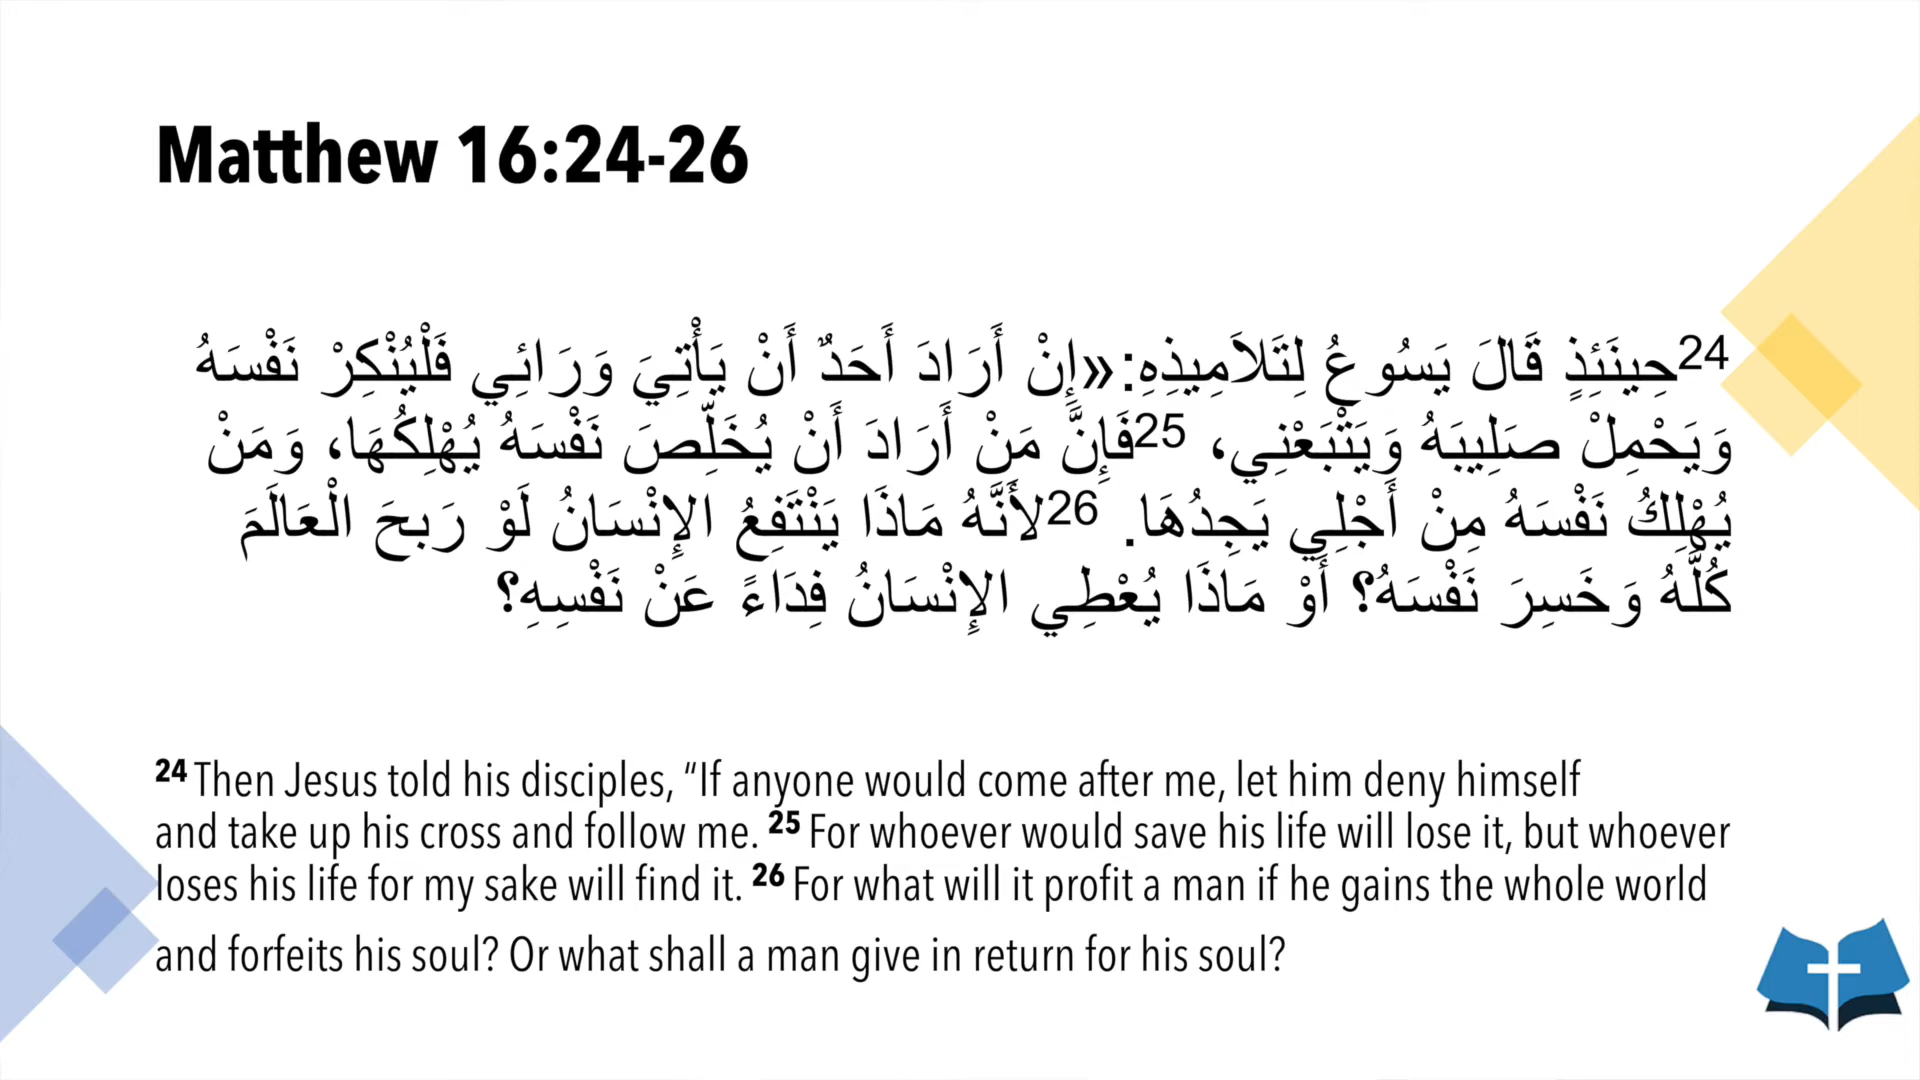 Matthew 16:24-26
24حِينَئِذٍ قَالَ يَسُوعُ لِتَلاَمِيذِهِ:«إِنْ أَرَادَ أَحَدٌ أَنْ يَأْتِيَ وَرَائِي فَلْيُنْكِرْ نَفْسَهُ
وَيَحْمِلْ صَلِيبَهُ وَيَتْبَعْنِي، 25فَإِنَّ مَنْ أَرَادَ أَنْ يُخَلِّصَ نَفْسَهُ يُهْلِكُهَا، وَمَنْ
يُهْلِكُ نَفْسَهُ مِنْ أَجْلِي يَجِدُهَا. 26لأَنَّهُ مَاذَا يَنْتَفِعُ الإِنْسَانُ لَوْ رَبِحَ الْعَالَمَ
كُلَّهُ وَخَسِرَ نَفْسَهُ؟ أَوْ مَاذَا يُعْطِي الإِنْسَانُ فِدَاءً عَنْ نَفْسِهِ؟
24 Then Jesus told his disciples, “If anyone would come after me, let him deny himself
and take up his cross and follow me. 25 For whoever would save his life will lose it, but whoever
loses his life for my sake will find it. 26 For what will it profit a man if he gains the whole world
and forfeits his soul? Or what shall a man give in return for his soul?